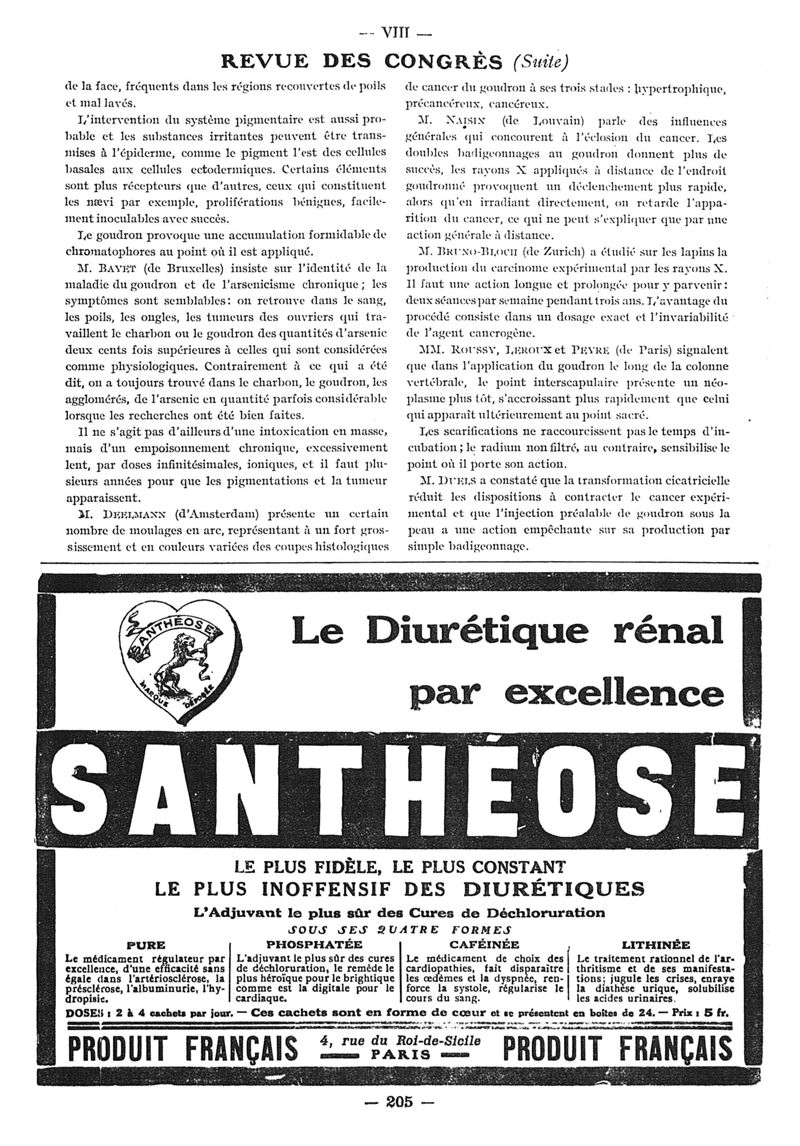 — VIII —
REVUE DES CONGRÈS (Suite)
de la face, fréquents dans les régions recouvertes de poils
et mal lavés.
L'intervention du système pigmentaire est aussi pro-
bable et les substances irritantes peuvent être trans-
mises à l'épiderme, comme le pigment l'est des cellules
basales aux cellules ectodermiques. Certains éléments
sont plus récepteurs que d'autres, ceux qui constituent
les nævi par exemple, proliférations bénignes, facile-
ment inoculables avec succès.
Le goudron provoque une accumulation formidable de
chromatophores au point où il est appliqué.
M. BAYET (de Bruxelles) insiste sur l'identité de la
maladie du goudron et de l'arsenicisme chronique ; les
symptômes sont semblables : on retrouve dans le sang,
les poils, les ongles, les tumeurs des ouvriers qui tra-
vaillent le charbon ou le goudron des quantités d'arsenic
deux cents fois supérieures à celles qui sont considérées
comme physiologiques. Contrairement à ce qui a été
dit, on a toujours trouvé dans le charbon, le goudron, les
agglomérés, de l'arsenic en quantité parfois considérable
lorsque les recherches ont été bien faites.
Il ne s'agit pas d'ailleurs d'une intoxication en masse,
mais d'un empoisonnement chronique, excessivement
lent, par doses infinitésimales, ioniques, et il faut plu-
sieurs années pour que les pigmentations et la tumeur
apparaissent.
M. DEELMANN (d'Amsterdam) présente un certain
nombre de moulages en arc, représentant à un fort gros-
sissement et en couleurs variées des coupes histologiques
de cancer du goudron à ses trois stades : hypertrophique,
précancéreux, cancéreux.
M. NAISIN (de Louvain) parle des influences
générales qui concourent à l'éclosion du cancer. Les
doubles badigeonnages au goudron donnent plus de
succès, les rayons X appliqués à distance de l'endroit
goudronné provoquent un déclenchement plus rapide,
alors qu'en irradiant directement, on retarde l'appa-
rition du cancer, ce qui ne peut s'expliquer que par une
action générale à distance.
M. BRUNO-BLOCH (de Zurich) a étudié sur les lapins la
production du carcinome expérimental par les rayons X.
Il faut une action longue et prolongée pour y parvenir :
deux séances par semaine pendant trois ans. L'avantage du
procédé consiste dans un dosage exact et l'invariabilité
de l'agent cancrogène.
MM. ROUSSY, LEROUX et PEYRE (de Paris) signalent
que dans l'application du goudron le long de la colonne
vertébrale, le point interscapulaire présente un néo-
plasme plus tôt, s'accroissant plus rapidement que celui
qui apparaît ultérieurement au point sacré.
Les scarifications ne raccourcissent pas le temps d'in-
cubation ; le radium non filtré, au contraire, sensibilise le
point où il porte son action.
M. DUELS a constaté que la transformation cicatricielle
réduit les dispositions à contracter le cancer expéri-
mental et que l'injection préalable de goudron sous la
peau a une action empêchante sur sa production par
simple badigeonnage.
SANTHÉOSE
MARQUE DÉPOSÉE
Le Diurétique rénal
par excellence
SANTHÉOSE
LE PLUS FIDÈLE, LE PLUS CONSTANT
LE PLUS INOFFENSIF DES DIURÉTIQUES
L'Adjuvant le plus sûr des Cures de Déchloruration
SOUS SES QUATRE FORMES
PURE
Le médicament régulateur par
excellence, d'une efficacité sans
égale dans l'artériosclérose, la
présclérose, l'albuminurie, l'hy-
dropisie.
PHOSPHATÉE
L'adjuvant le plus sûr des cures
de déchloruration, le remède le
plus héroïque pour le brightique
comme est la digitale pour le
cardiaque.
CAFÉINÉE
Le médicament de choix des
cardiopathies, fait disparaître
les œdèmes et la dyspnée, ren-
force la systole, régularise le
cours du sang.
LITHINÉE
Le traitement rationnel de l'ar-
thritisme et de ses manifesta-
tions ; jugule les crises, enraye
la diathèse urique, solubilise
les acides urinaires.
DOSES : 2 à 4 cachets par jour. — Ces cachets sont en forme de cœur et se présentent en boîtes de 24. — Prix : 5 fr.
PRODUIT FRANÇAIS
4, rue du Roi-de-Sicile
— PARIS —
PRODUIT FRANÇAIS
— 205 —